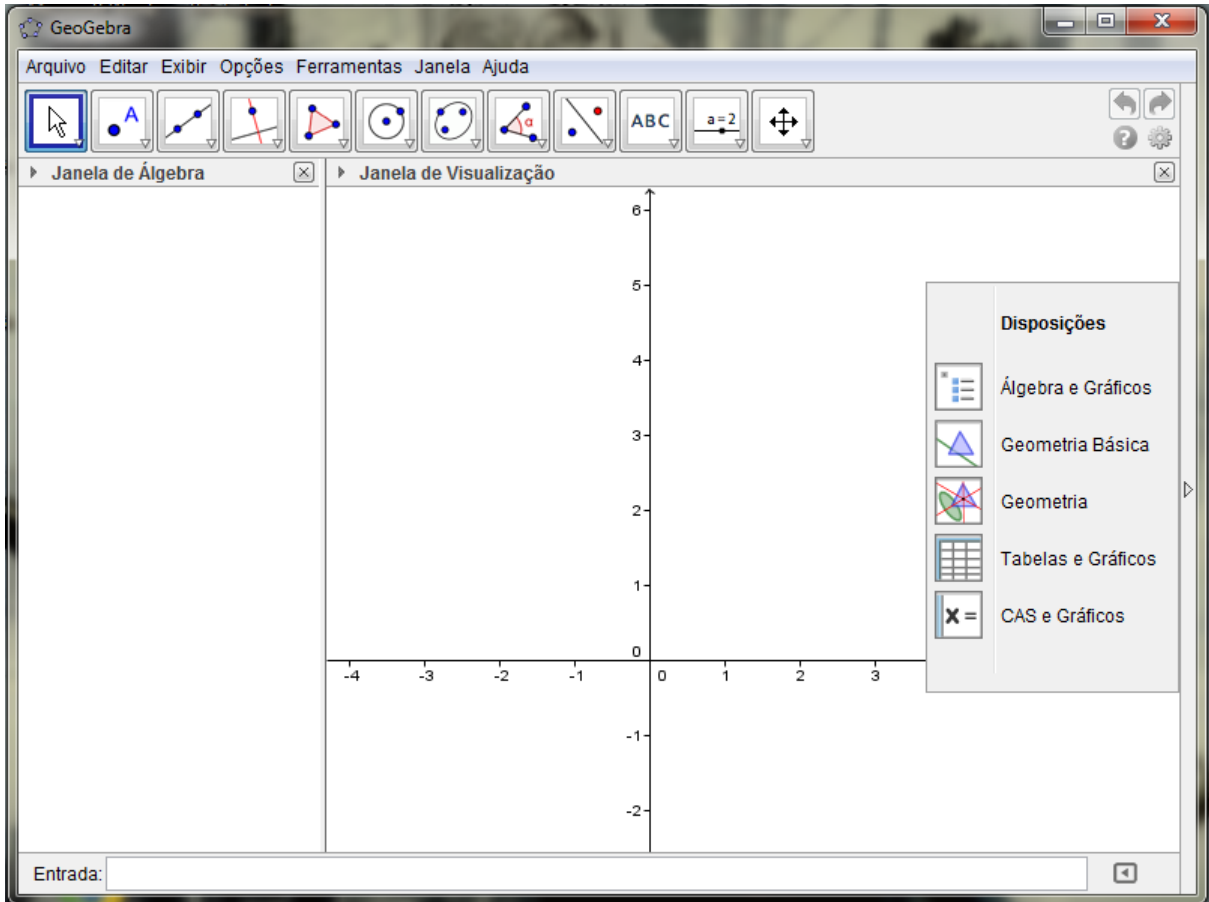 GeoGebra
Arquivo Editar Exibir Opções Ferramentas Janela Ajuda
A
α
ABC
a=2
Janela de Álgebra
Janela de Visualização
6
5
4
3
2
1
0
-4 -3 -2 -1 0 1 2 3
-1
-2
Disposições
Álgebra e Gráficos
Geometria Básica
Geometria
Tabelas e Gráficos
X =
CAS e Gráficos
Entrada: